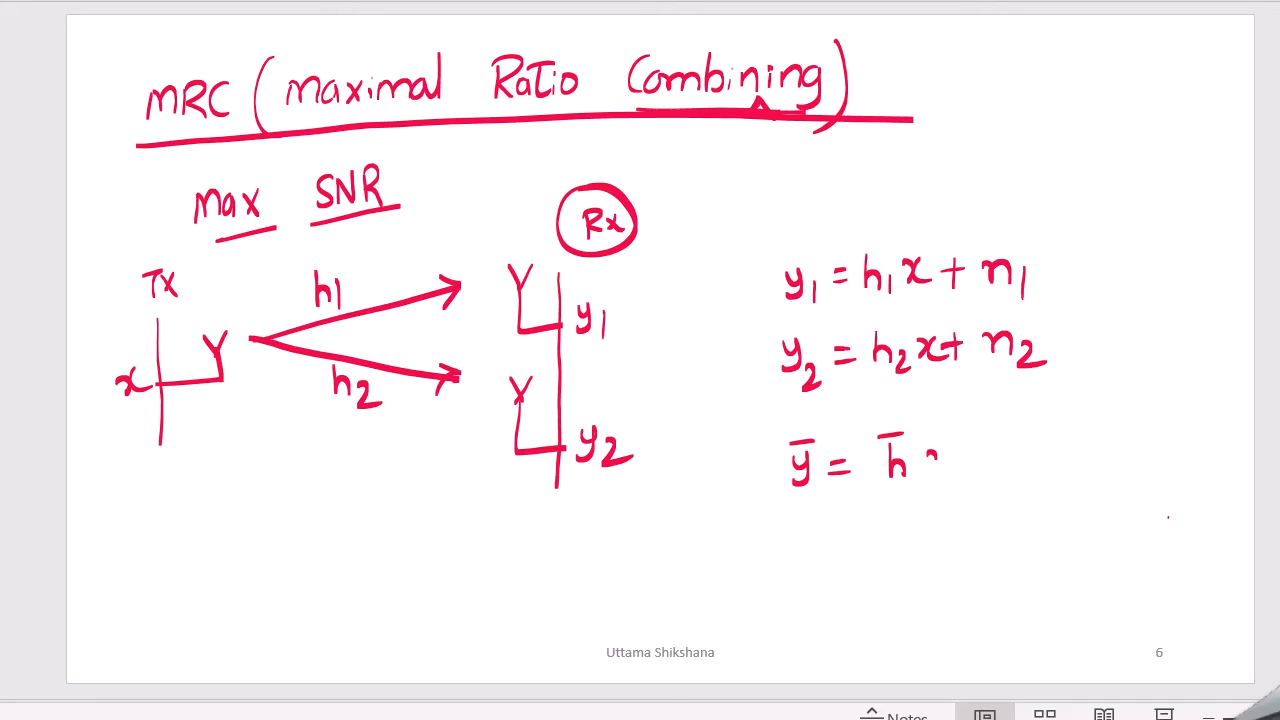 MRC (Maximal Ratio Combining)
Max SNR
Rx
TX
h1
y1
x
h2
y2
y1 = h1x + n1
y2 = h2x + n2
ȳ = h̄
Uttama Shikshana
6
Notes